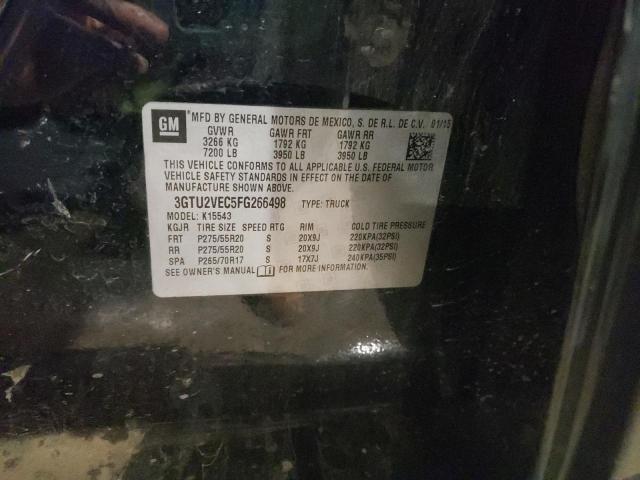 GM *MFD BY GENERAL MOTORS DE MEXICO, S. DE R.L. DE C.V. 01/15
GVWR GAWR FRT GAWR RR
3266 KG 1792 KG 1792 KG
7200 LB 3950 LB 3950 LB
THIS VEHICLE CONFORMS TO ALL APPLICABLE U.S. FEDERAL MOTOR
VEHICLE SAFETY STANDARDS IN EFFECT ON THE DATE OF
MANUFACTURE SHOWN ABOVE.
3GTU2VEC5FG266498 TYPE: TRUCK
MODEL: K15543
KGJR TIRE SIZE SPEED RTG RIM COLD TIRE PRESSURE
FRT P275/55R20 S 20X9J 220KPA(32PSI)
RR P275/55R20 S 20X9J 220KPA(32PSI)
SPA P265/70R17 S 17X7J 240KPA(35PSI)
SEE OWNER'S MANUAL FOR MORE INFORMATION.